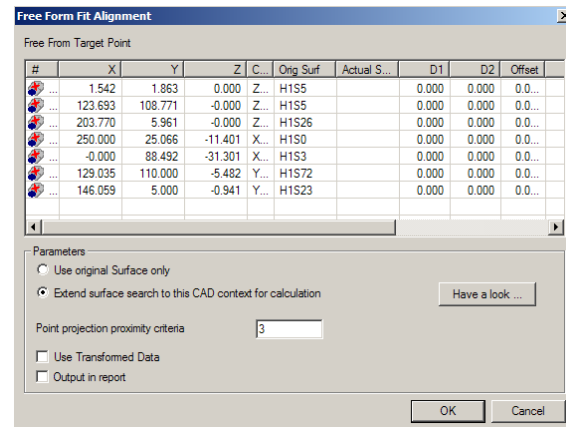 Free Form Fit Alignment
Free From Target Point
# X Y Z C... Orig Surf Actual S... D1 D2 Offset
... 1.542 1.863 0.000 Z... H1S5 0.000 0.000 0.0...
... 123.693 108.771 -0.000 Z... H1S5 0.000 0.000 0.0...
... 203.770 5.961 -0.000 Z... H1S26 0.000 0.000 0.0...
... 250.000 25.066 -11.401 X... H1S0 0.000 0.000 0.0...
... -0.000 88.492 -31.301 X... H1S3 0.000 0.000 0.0...
... 129.035 110.000 -5.482 Y... H1S72 0.000 0.000 0.0...
... 146.059 5.000 -0.941 Y... H1S23 0.000 0.000 0.0...
Parameters
Use original Surface only
Extend surface search to this CAD context for calculation
Have a look ...
Point projection proximity criteria 3
Use Transformed Data
Output in report
OK Cancel